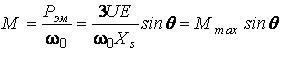 M = Pэм / ω0 = 3UE / ω0Xs sin θ = Mmax sin θ